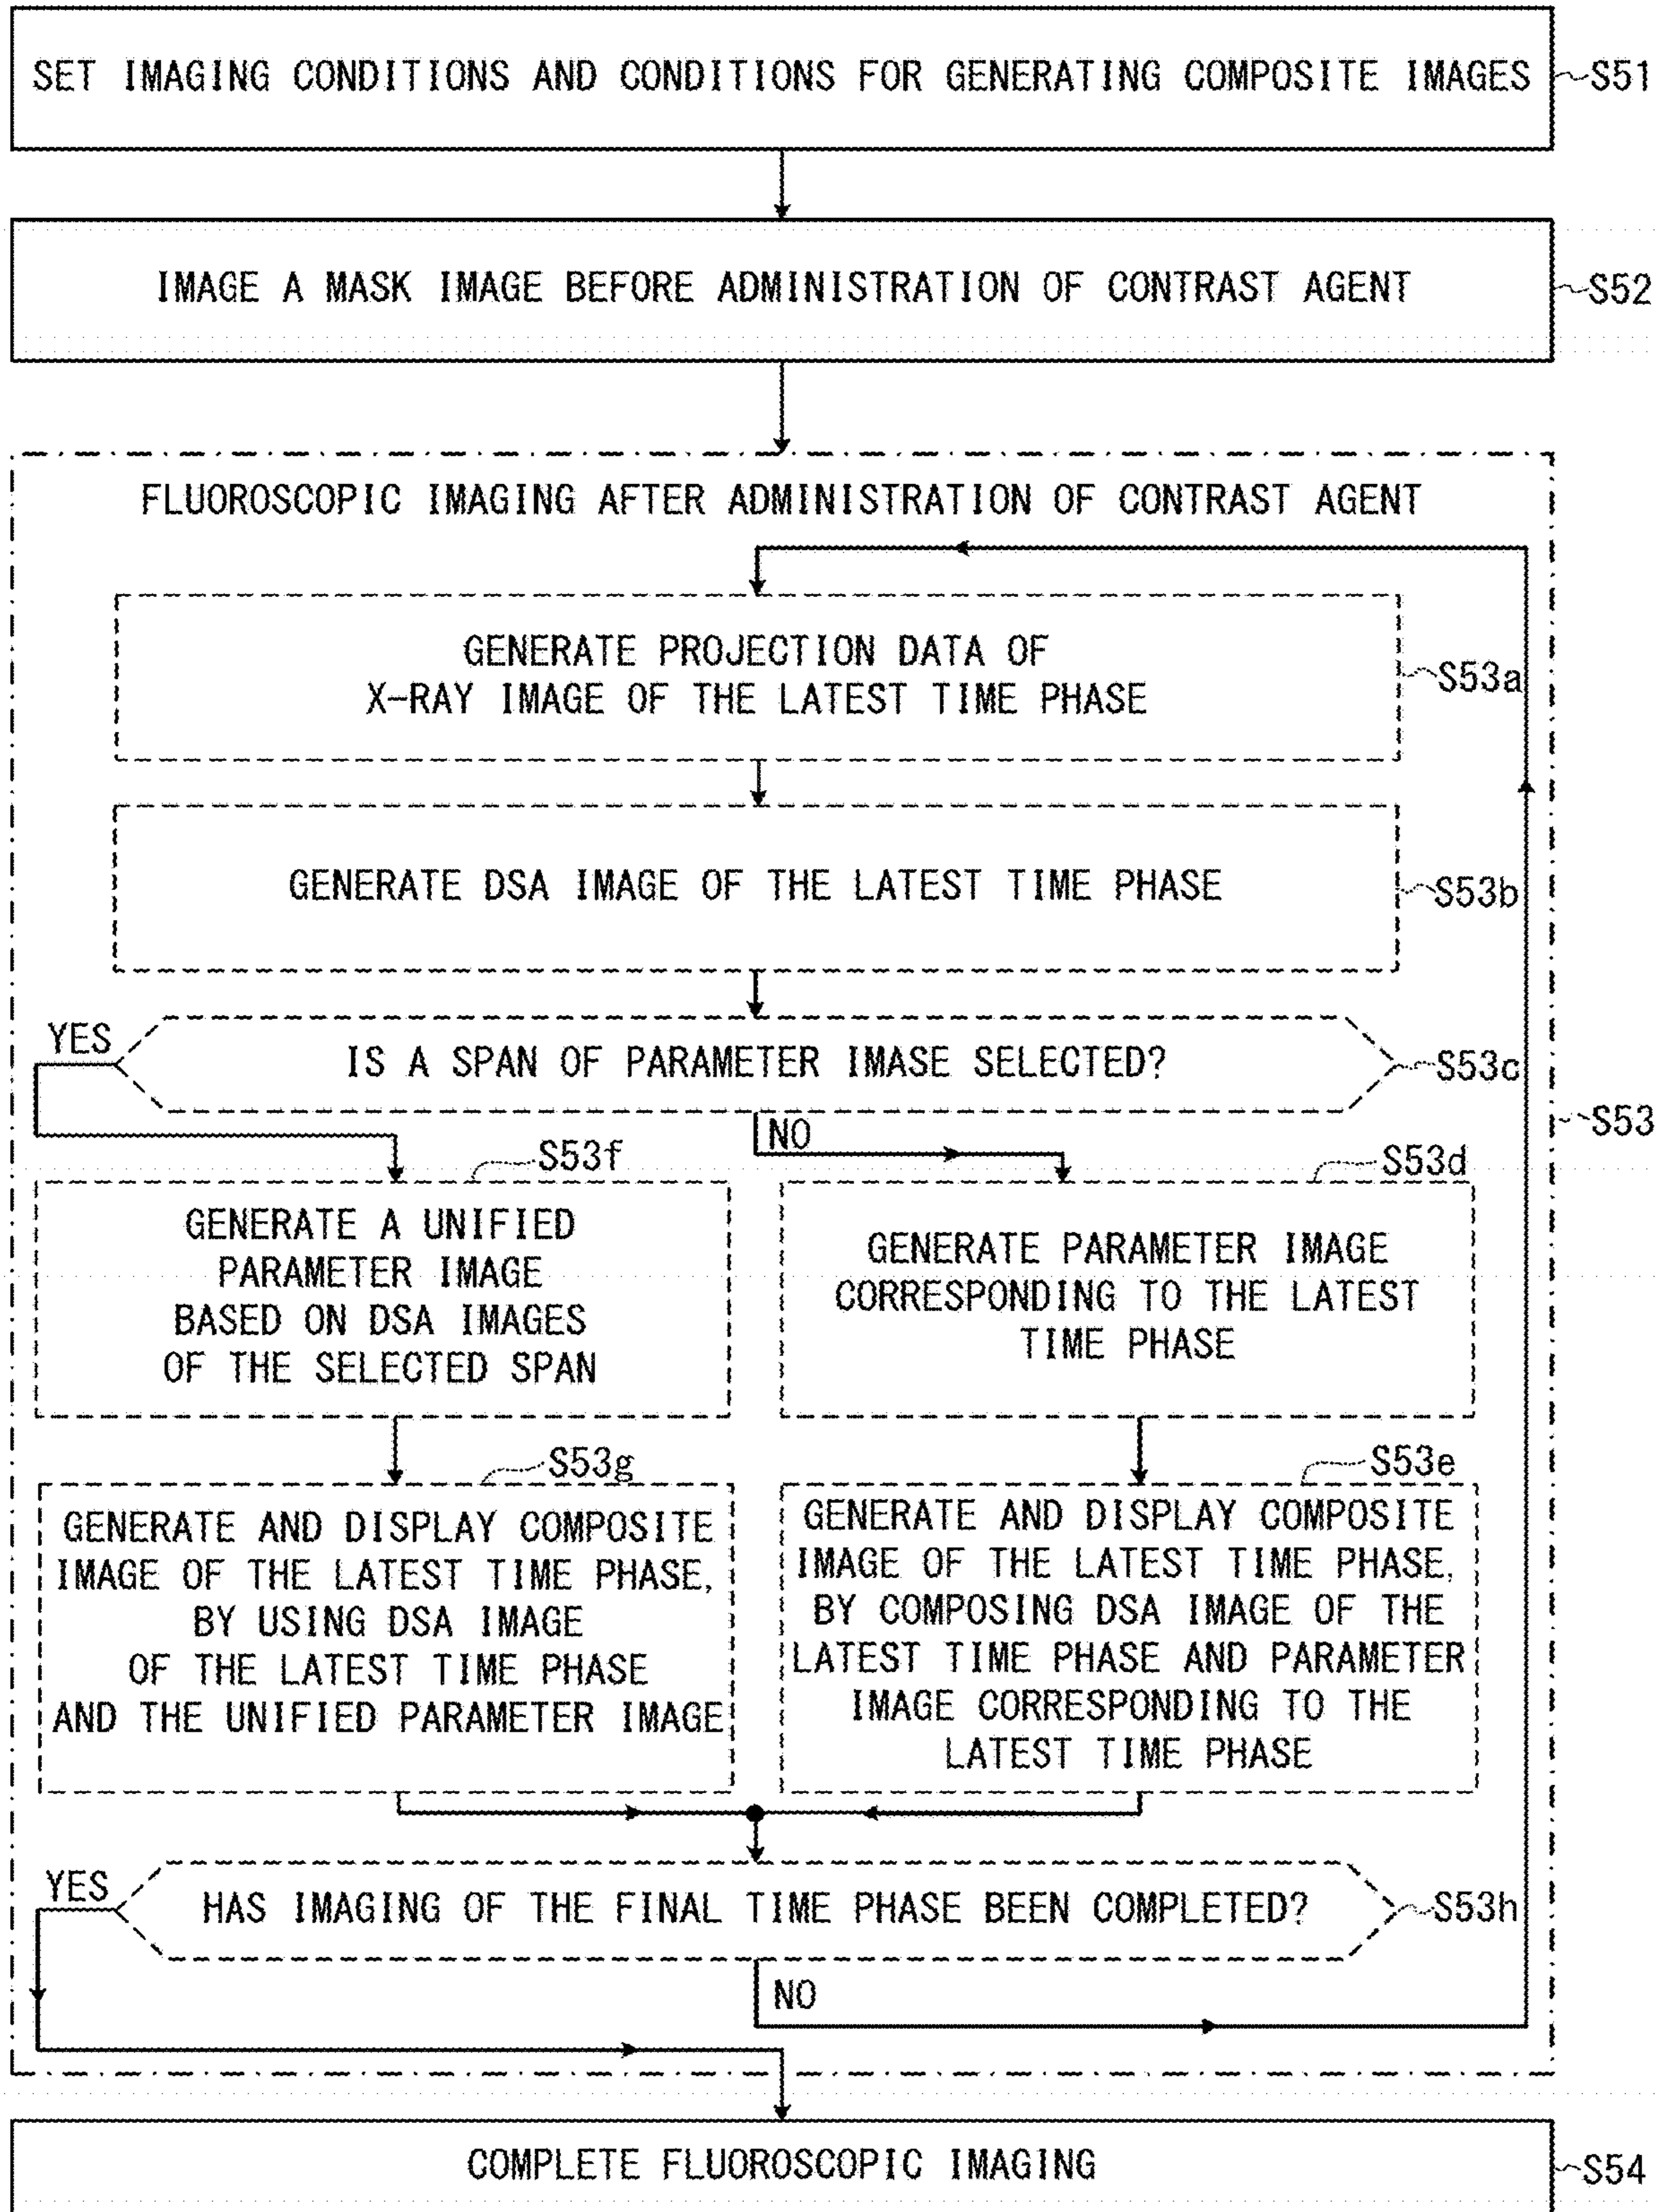 SET IMAGING CONDITIONS AND CONDITIONS FOR GENERATING COMPOSITE IMAGES
S51
IMAGE A MASK IMAGE BEFORE ADMINISTRATION OF CONTRAST AGENT
S52
FLUOROSCOPIC IMAGING AFTER ADMINISTRATION OF CONTRAST AGENT
GENERATE PROJECTION DATA OF
X-RAY IMAGE OF THE LATEST TIME PHASE
S53a
GENERATE DSA IMAGE OF THE LATEST TIME PHASE
S53b
YES
IS A SPAN OF PARAMETER IMASE SELECTED?
S53c
S53
NO
S53f
GENERATE A UNIFIED
PARAMETER IMAGE
BASED ON DSA IMAGES
OF THE SELECTED SPAN
S53d
GENERATE PARAMETER IMAGE
CORRESPONDING TO THE LATEST
TIME PHASE
S53g
GENERATE AND DISPLAY COMPOSITE
IMAGE OF THE LATEST TIME PHASE,
BY USING DSA IMAGE
OF THE LATEST TIME PHASE
AND THE UNIFIED PARAMETER IMAGE
S53e
GENERATE AND DISPLAY COMPOSITE
IMAGE OF THE LATEST TIME PHASE,
BY COMPOSING DSA IMAGE OF THE
LATEST TIME PHASE AND PARAMETER
IMAGE CORRESPONDING TO THE
LATEST TIME PHASE
YES
HAS IMAGING OF THE FINAL TIME PHASE BEEN COMPLETED?
S53h
NO
COMPLETE FLUOROSCOPIC IMAGING
S54